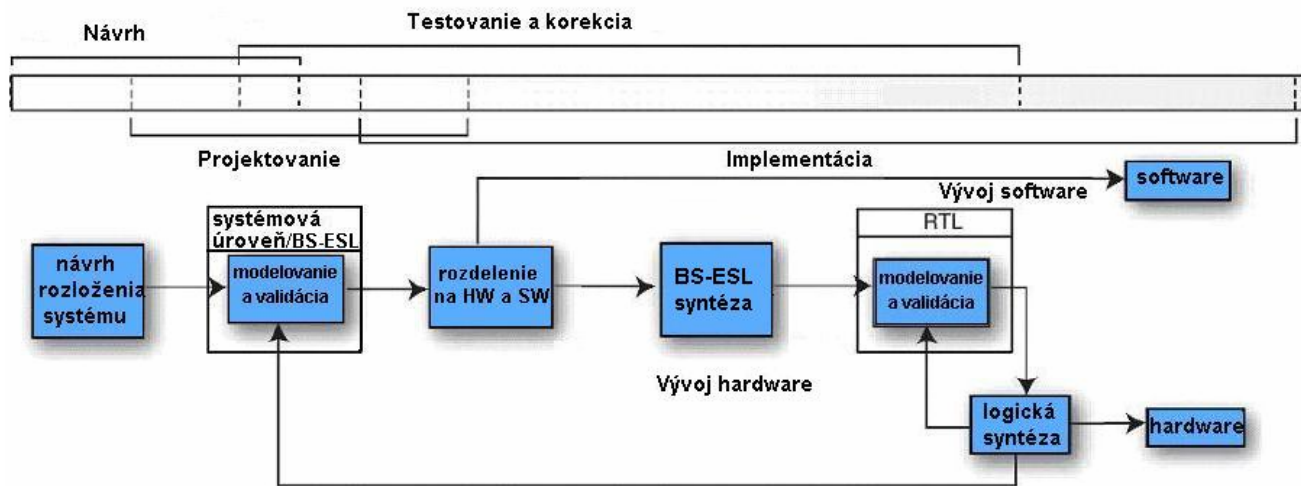 Návrh
Testovanie a korekcia
Projektovanie
Implementácia
Vývoj software
software
systémová
úroveň/BS-ESL
RTL
návrh
rozloženia
systému
modelovanie
a validácia
rozdelenie
na HW a SW
BS-ESL
syntéza
modelovanie
a validácia
Vývoj hardware
logická
syntéza
hardware